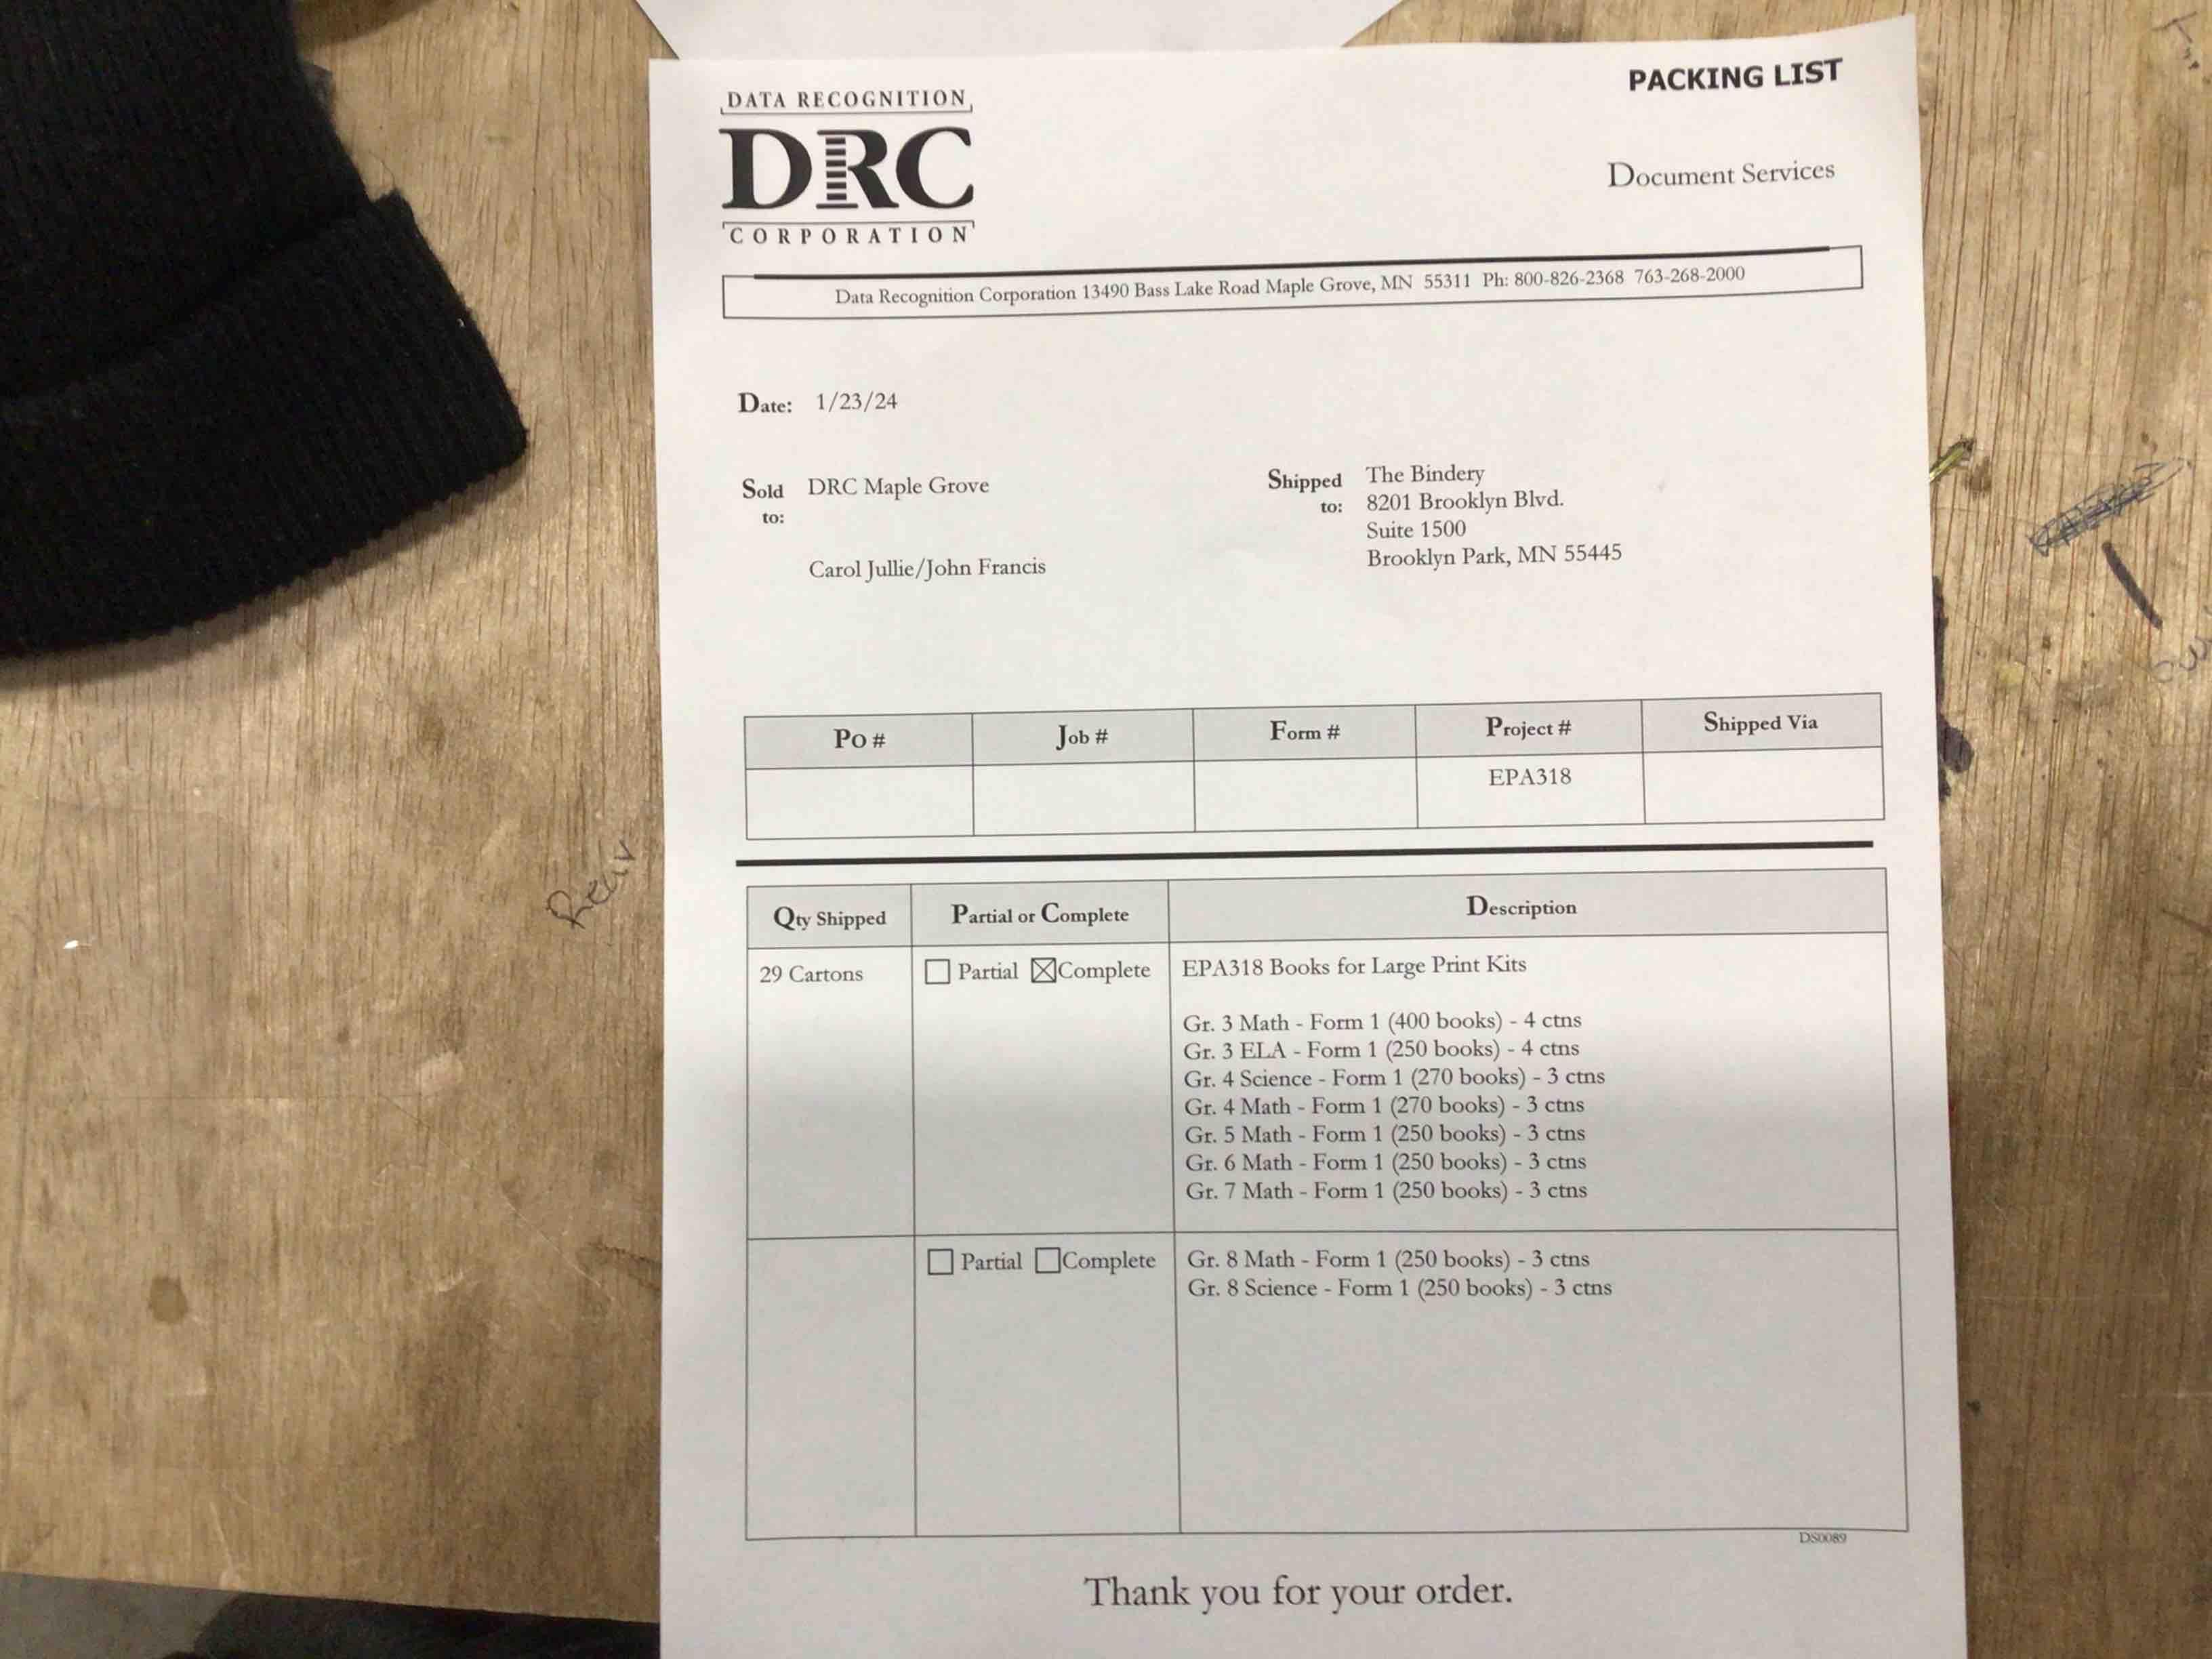 PACKING LIST
DATA RECOGNITION
DRC
CORPORATION
Document Services
Data Recognition Corporation 13490 Bass Lake Road Maple Grove, MN 55311 Ph: 800-826-2368 763-268-2000
Date: 1/23/24
Sold to: DRC Maple Grove
Carol Jullie/John Francis
Shipped to: The Bindery
8201 Brooklyn Blvd.
Suite 1500
Brooklyn Park, MN 55445
PO # Job # Form # Project # Shipped Via
EPA318
Qty Shipped Partial or Complete Description
29 Cartons Partial Complete EPA318 Books for Large Print Kits
Gr. 3 Math - Form 1 (400 books) - 4 ctns
Gr. 3 ELA - Form 1 (250 books) - 4 ctns
Gr. 4 Science - Form 1 (270 books) - 3 ctns
Gr. 4 Math - Form 1 (270 books) - 3 ctns
Gr. 5 Math - Form 1 (250 books) - 3 ctns
Gr. 6 Math - Form 1 (250 books) - 3 ctns
Gr. 7 Math - Form 1 (250 books) - 3 ctns
Partial Complete Gr. 8 Math - Form 1 (250 books) - 3 ctns
Gr. 8 Science - Form 1 (250 books) - 3 ctns
DS0089
Thank you for your order.